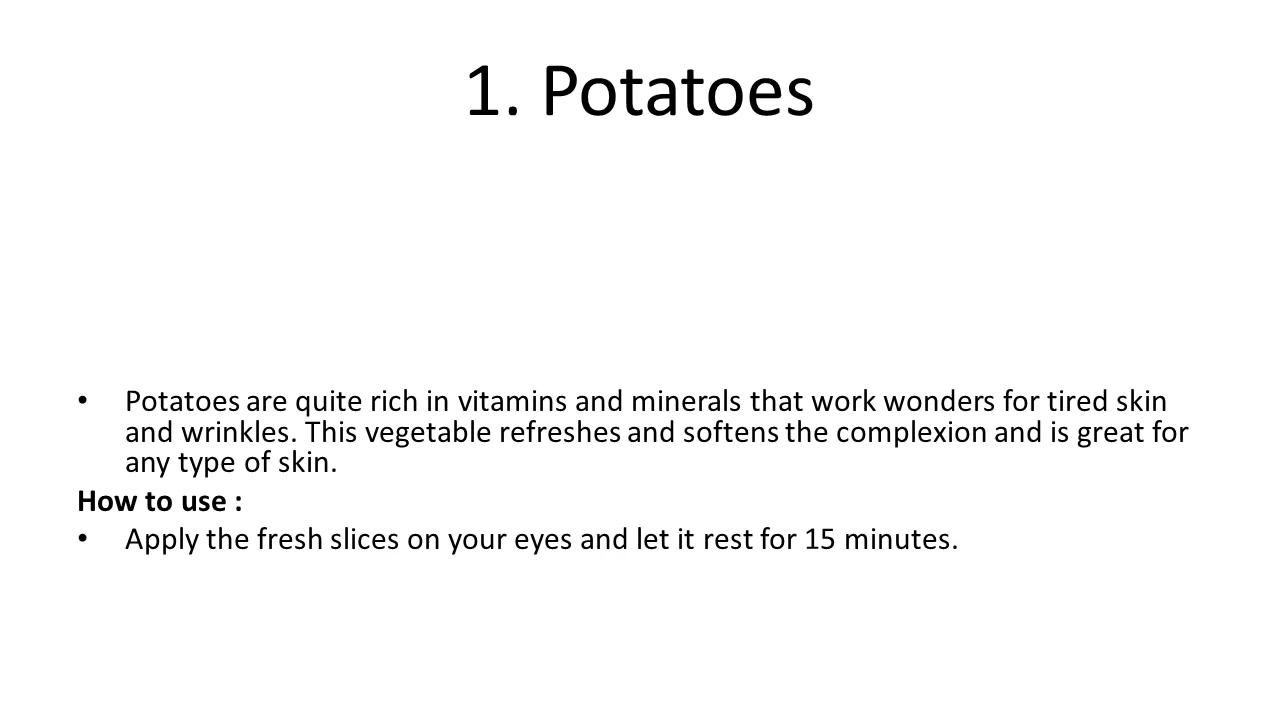 1. Potatoes
• Potatoes are quite rich in vitamins and minerals that work wonders for tired skin
and wrinkles. This vegetable refreshes and softens the complexion and is great for
any type of skin.
How to use :
• Apply the fresh slices on your eyes and let it rest for 15 minutes.